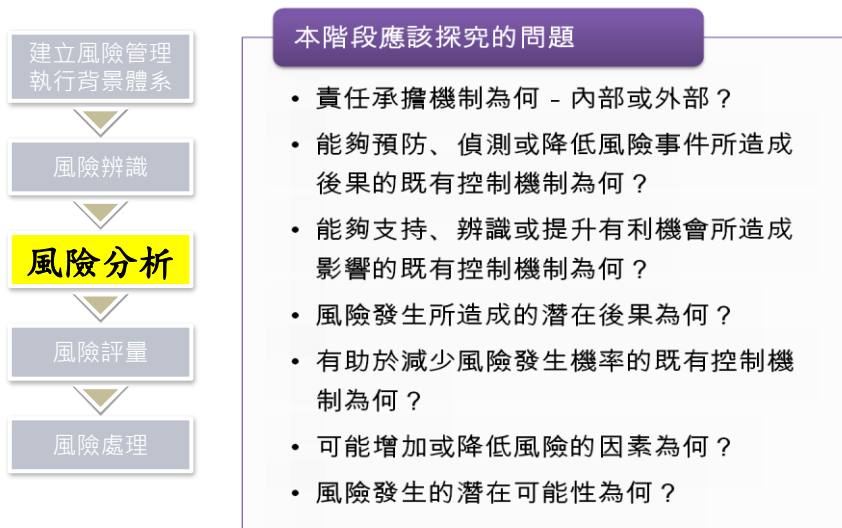 建立風險管理
執行背景體系
風險辨識
風險分析
風險評量
風險處理
本階段應該探究的問題
• 責任承擔機制為何－內部或外部？
• 能夠預防、偵測或降低風險事件所造成
後果的既有控制機制為何？
• 能夠支持、辨識或提升有利機會所造成
影響的既有控制機制為何？
• 風險發生所造成的潛在後果為何？
• 有助於減少風險發生機率的既有控制機
制為何？
• 可能增加或降低風險的因素為何？
• 風險發生的潛在可能性為何？